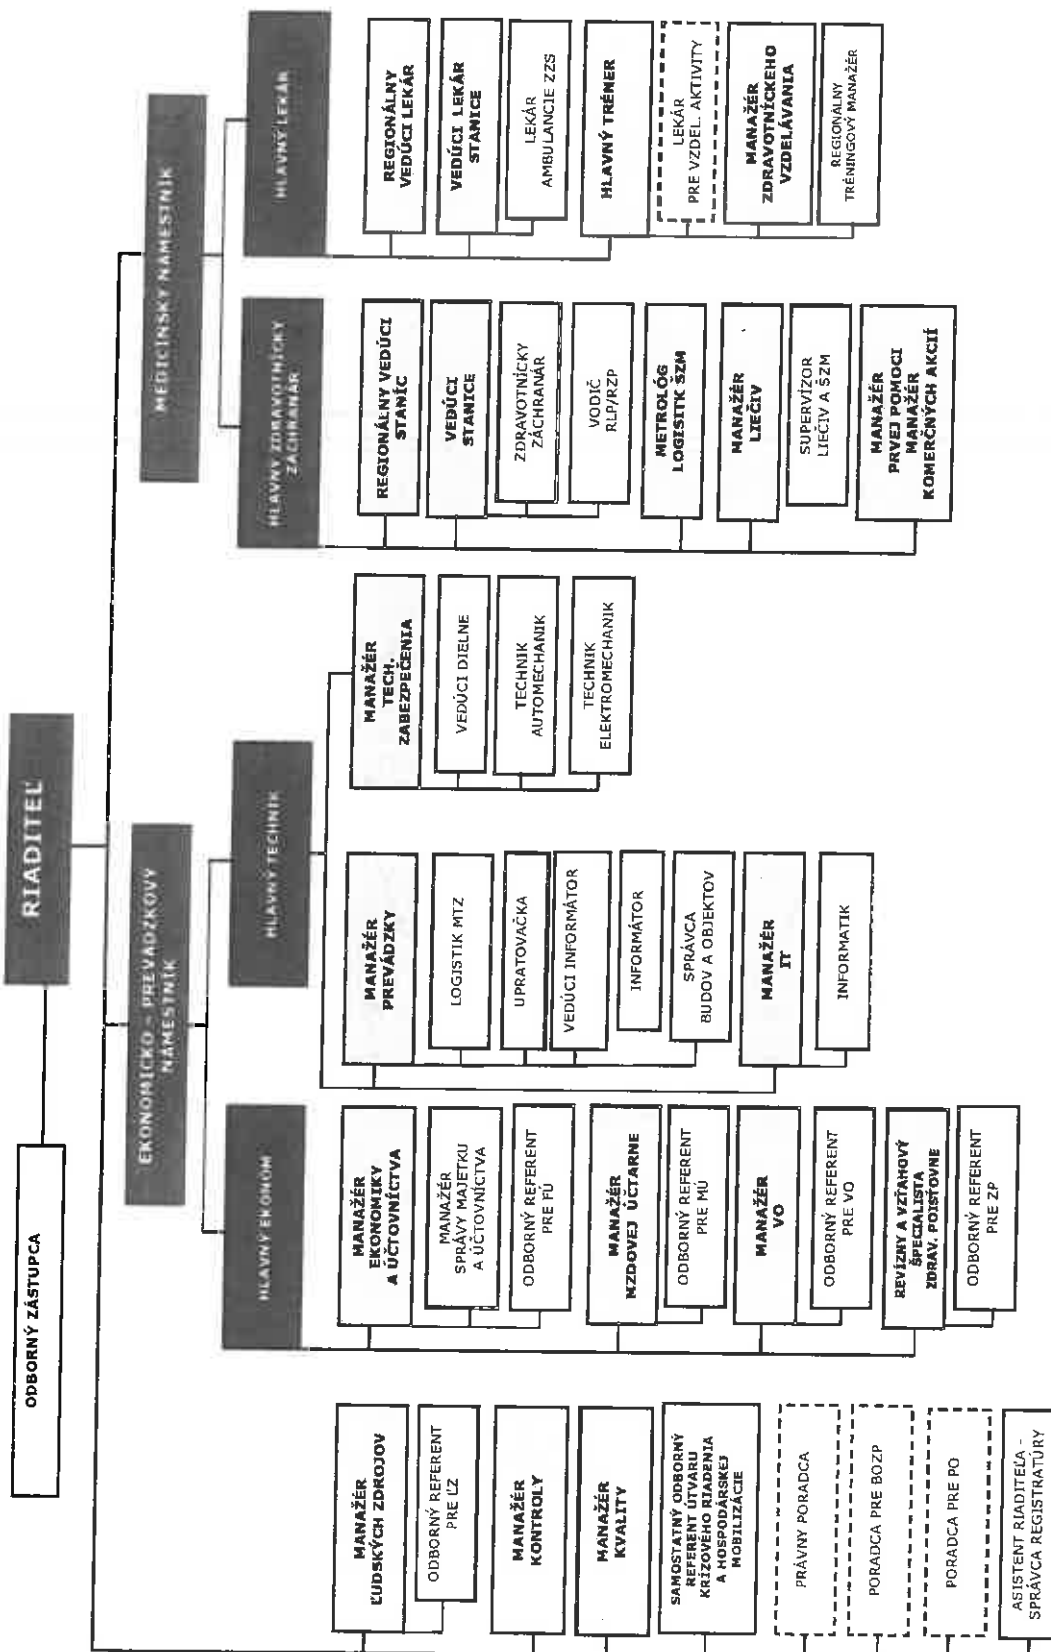 RIADITEĽ
ODBORNÝ ZÁSTUPCA
EKONOMICKO - PREVÁDZKOVÝ
NÁMESTNÍK
MEDICÍNSKY NÁMESTNÍK
HLAVNÝ EKONÓM
HLAVNÝ TECHNIK
HLAVNÝ ZDRAVOTNÍCKY
ZÁCHRANÁR
HLAVNÝ LEKÁR
MANAŽÉR
ĽUDSKÝCH ZDROJOV
ODBORNÝ REFERENT
PRE ĽZ
MANAŽÉR
KONTROLY
MANAŽÉR
KVALITY
SAMOSTATNÝ ODBORNÝ
REFERENT ÚTVARU
KRÍZOVÉHO RIADENIA
A HOSPODÁRSKEJ
MOBILIZÁCIE
PRÁVNY PORADCA
PORADCA PRE BOZP
PORADCA PRE PO
ASISTENT RIADITEĽA -
SPRÁVCA REGISTRATÚRY
MANAŽÉR
EKONOMIKY
A ÚČTOVNÍCTVA
MANAŽÉR
SPRÁVY MAJETKU
A ÚČTOVNÍCTVA
ODBORNÝ REFERENT
PRE FÚ
MANAŽÉR
MZDOVEJ ÚČTARNE
ODBORNÝ REFERENT
PRE MÚ
MANAŽÉR
VO
ODBORNÝ REFERENT
PRE VO
REVÍZNY A VZŤAHOVÝ
ŠPECIALISTA
ZDRAV. POISŤOVNE
ODBORNÝ REFERENT
PRE ZP
MANAŽÉR
PREVÁDZKY
LOGISTIK MTZ
UPRATOVAČKA
VEDÚCI INFORMÁTOR
INFORMÁTOR
SPRÁVCA
BUDOV A OBJEKTOV
MANAŽÉR
IT
INFORMATIK
MANAŽÉR
TECH.
ZABEZPEČENIA
VEDÚCI DIELNE
TECHNIK
AUTOMECHANIK
TECHNIK
ELEKTROMECHANIK
REGIONÁLNY VEDÚCI
STANÍC
VEDÚCI
STANICE
ZDRAVOTNÍCKY
ZÁCHRANÁR
VODIČ
RLP/RZP
METROLÓG
LOGISITK ŠZM
MANAŽÉR
LIEČIV
SUPERVÍZOR
LIEČIV A ŠZM
MANAŽÉR
PRVEJ POMOCI
MANAŽÉR
KOMERČNÝCH AKCIÍ
REGIONÁLNY
VEDÚCI LEKÁR
VEDÚCI LEKÁR
STANICE
LEKÁR
AMBULANCIE ZZS
HLAVNÝ TRÉNER
LEKÁR
PRE VZDEL. AKTIVITY
MANAŽÉR
ZDRAVOTNÍCKEHO
VZDELÁVANIA
REGIONÁLNY
TRÉNINGOVÝ MANAŽÉR